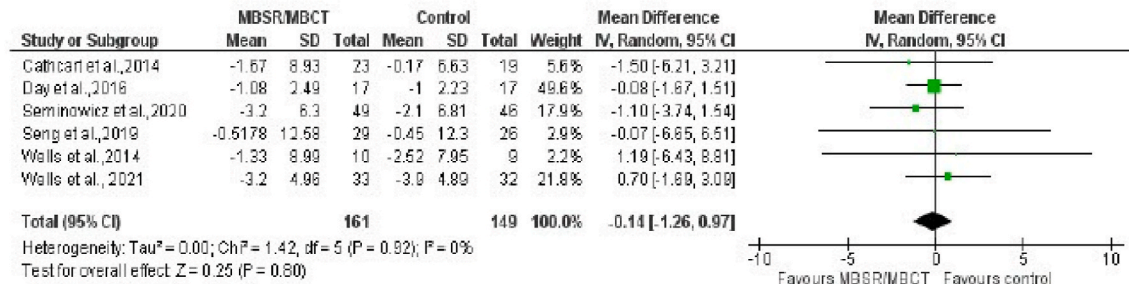 MBSR/MBCT Control Mean Difference Mean Difference
Study or Subgroup Mean SD Total Mean SD Total Weight IV, Random, 95% CI IV, Random, 95% CI
Cathcart et al.,2014 -1.67 8.93 23 -0.17 6.63 19 5.6% -1.50 [-6.21, 3.21]
Day et al.,2016 -1.08 2.49 17 -1 2.23 17 49.6% -0.08 [-1.67, 1.51]
Seminowicz et al.,2020 -3.2 6.3 49 -2.1 6.81 46 17.9% -1.10 [-3.74, 1.54]
Seng et al.,2019 -0.5178 12.58 29 -0.45 12.3 26 2.9% -0.07 [-6.65, 6.51]
Wells et al.,2014 -1.33 8.99 10 -2.52 7.95 9 2.2% 1.19 [-6.43, 8.81]
Wells et al.,2021 -3.2 4.96 33 -3.9 4.89 32 21.8% 0.70 [-1.69, 3.09]
Total (95% CI) 161 149 100.0% -0.14 [-1.26, 0.97]
Heterogeneity: Tau² = 0.00; Chi² = 1.42, df = 5 (P = 0.92); I² = 0%
Test for overall effect: Z = 0.25 (P = 0.80)
-10 -5 0 5 10
Favours MBSR/MBCT Favours control